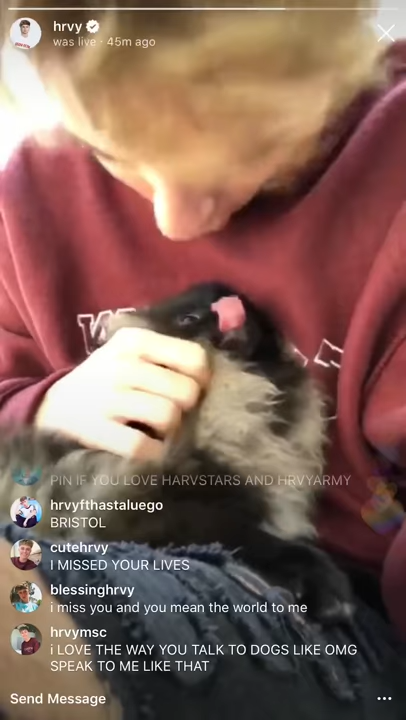 hrvy
was live · 45m ago
PIN IF YOU LOVE HARVSTARS AND HRVYARMY
hrvyfthastaluego
BRISTOL
cutehrvy
I MISSED YOUR LIVES
blessinghrvy
i miss you and you mean the world to me
hrvymsc
i LOVE THE WAY YOU TALK TO DOGS LIKE OMG
SPEAK TO ME LIKE THAT
Send Message